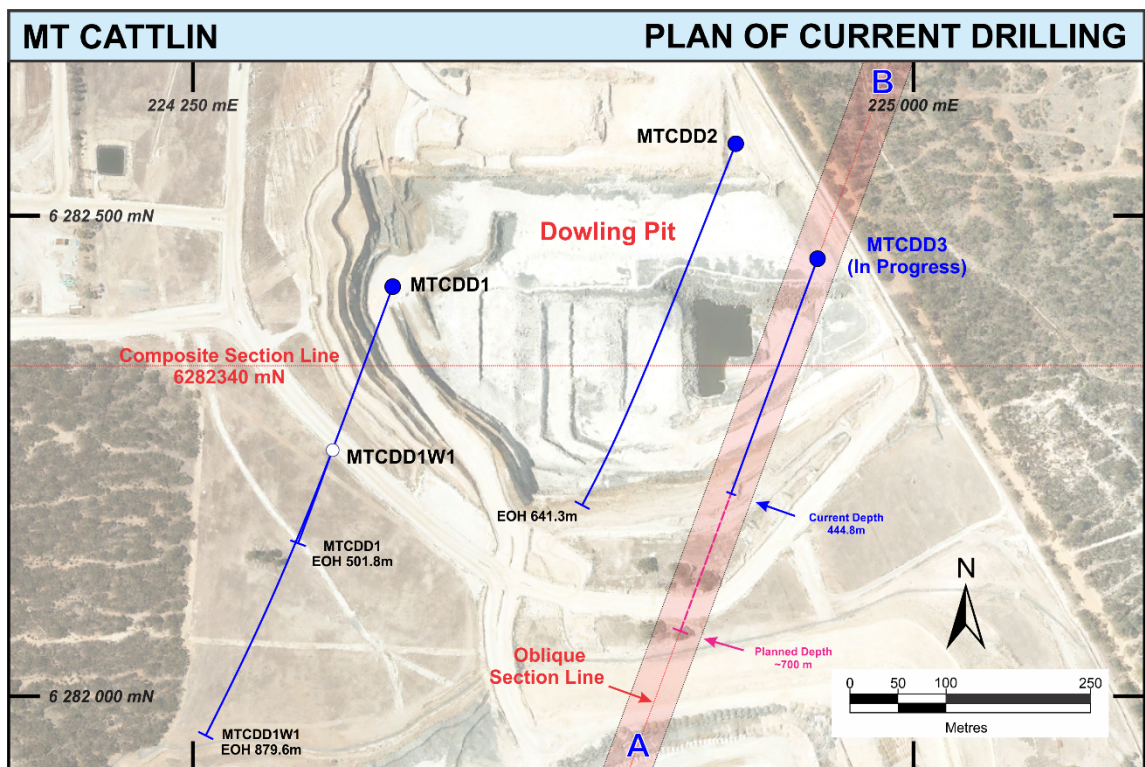 MT CATTLIN
PLAN OF CURRENT DRILLING
B
224 250 mE
225 000 mE
MTCDD2
6 282 500 mN
Dowling Pit
MTCDD3
(In Progress)
MTCDD1
Composite Section Line
6282340 mN
MTCDD1W1
EOH 641.3m
Current Depth
444.8m
MTCDD1
EOH 501.8m
N
Planned Depth
~700 m
Oblique
Section Line
0 50 100 250
Metres
6 282 000 mN
MTCDD1W1
EOH 879.6m
A